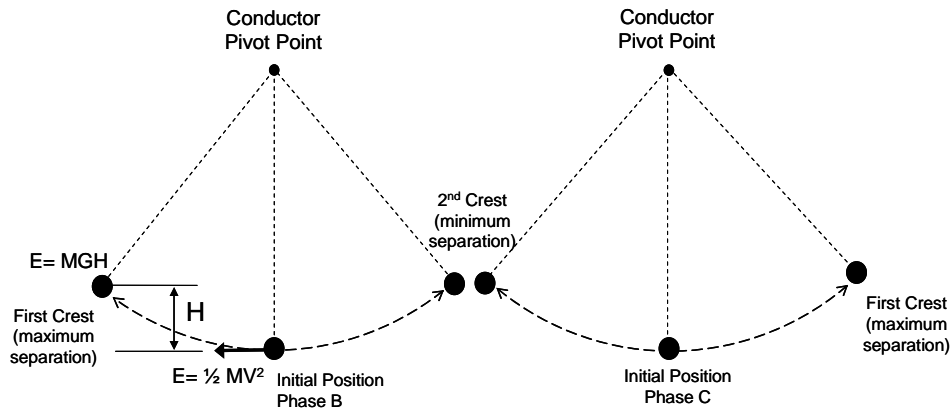 Conductor
Pivot Point
Conductor
Pivot Point
2nd Crest
(minimum
separation)
E= MGH
H
First Crest
(maximum
separation)
First Crest
(maximum
separation)
E= ½ MV²
Initial Position
Phase B
Initial Position
Phase C